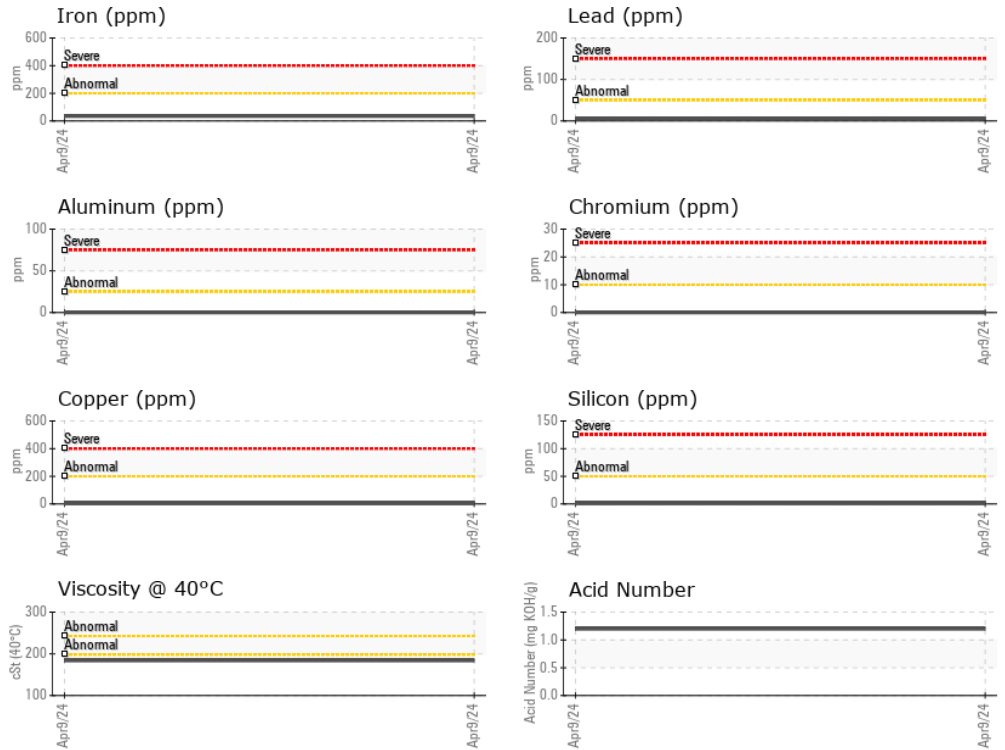 Iron (ppm)
600
400
200
0
ppm
Severe
Abnormal
Apr9/24
Apr9/24
Lead (ppm)
200
100
0
ppm
Severe
Abnormal
Apr9/24
Apr9/24
Aluminum (ppm)
100
50
0
ppm
Severe
Abnormal
Apr9/24
Apr9/24
Chromium (ppm)
30
20
10
0
ppm
Severe
Abnormal
Apr9/24
Apr9/24
Copper (ppm)
600
400
200
0
ppm
Severe
Abnormal
Apr9/24
Apr9/24
Silicon (ppm)
150
100
50
0
ppm
Severe
Abnormal
Apr9/24
Apr9/24
Viscosity @ 40°C
300
200
100
cSt (40°C)
Abnormal
Abnormal
Apr9/24
Apr9/24
Acid Number
1.5
1.0
0.5
0.0
Acid Number (mg KOH/g)
Apr9/24
Apr9/24